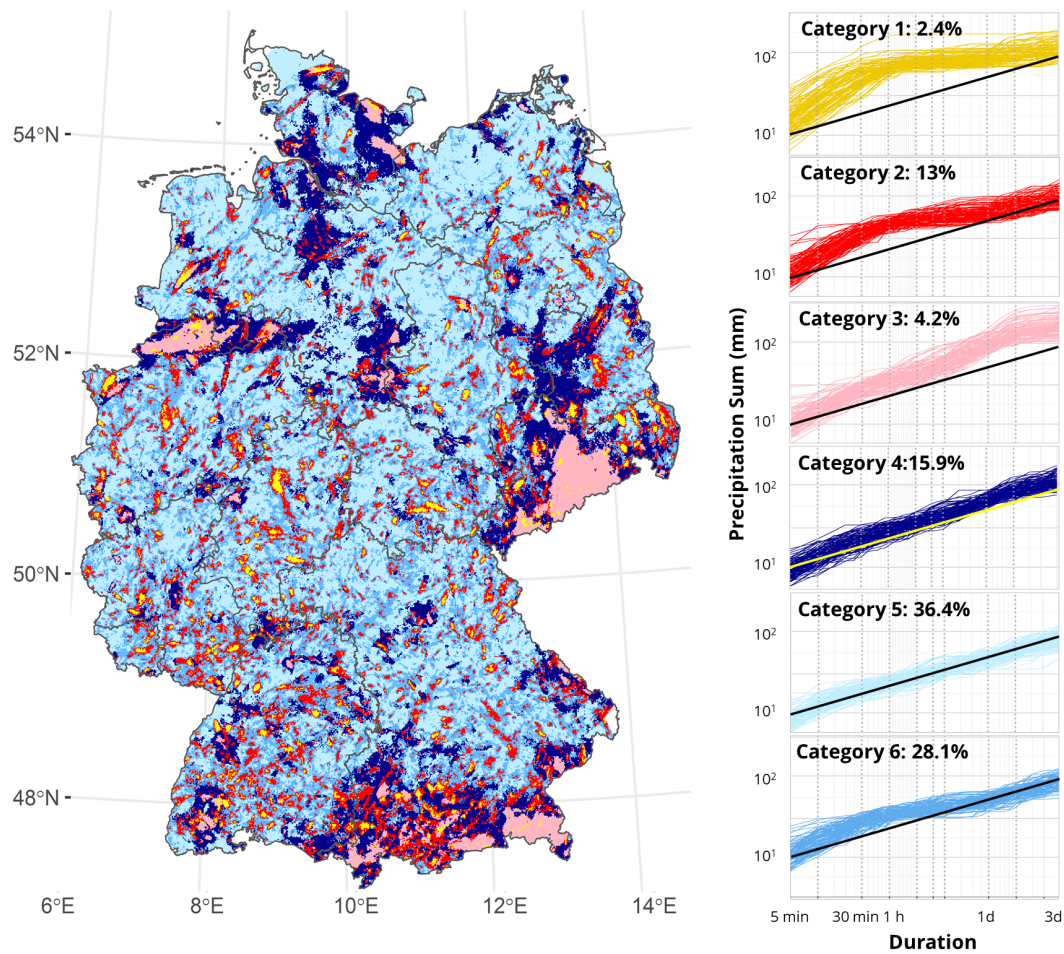 54°N
52°N
50°N
48°N
6°E
8°E
10°E
12°E
14°E
Precipitation Sum (mm)
Category 1: 2.4%
10²
10¹
Category 2: 13%
10²
10¹
Category 3: 4.2%
10²
10¹
Category 4:15.9%
10²
10¹
Category 5: 36.4%
10²
10¹
Category 6: 28.1%
10²
10¹
5 min
30 min
1 h
1d
3d
Duration